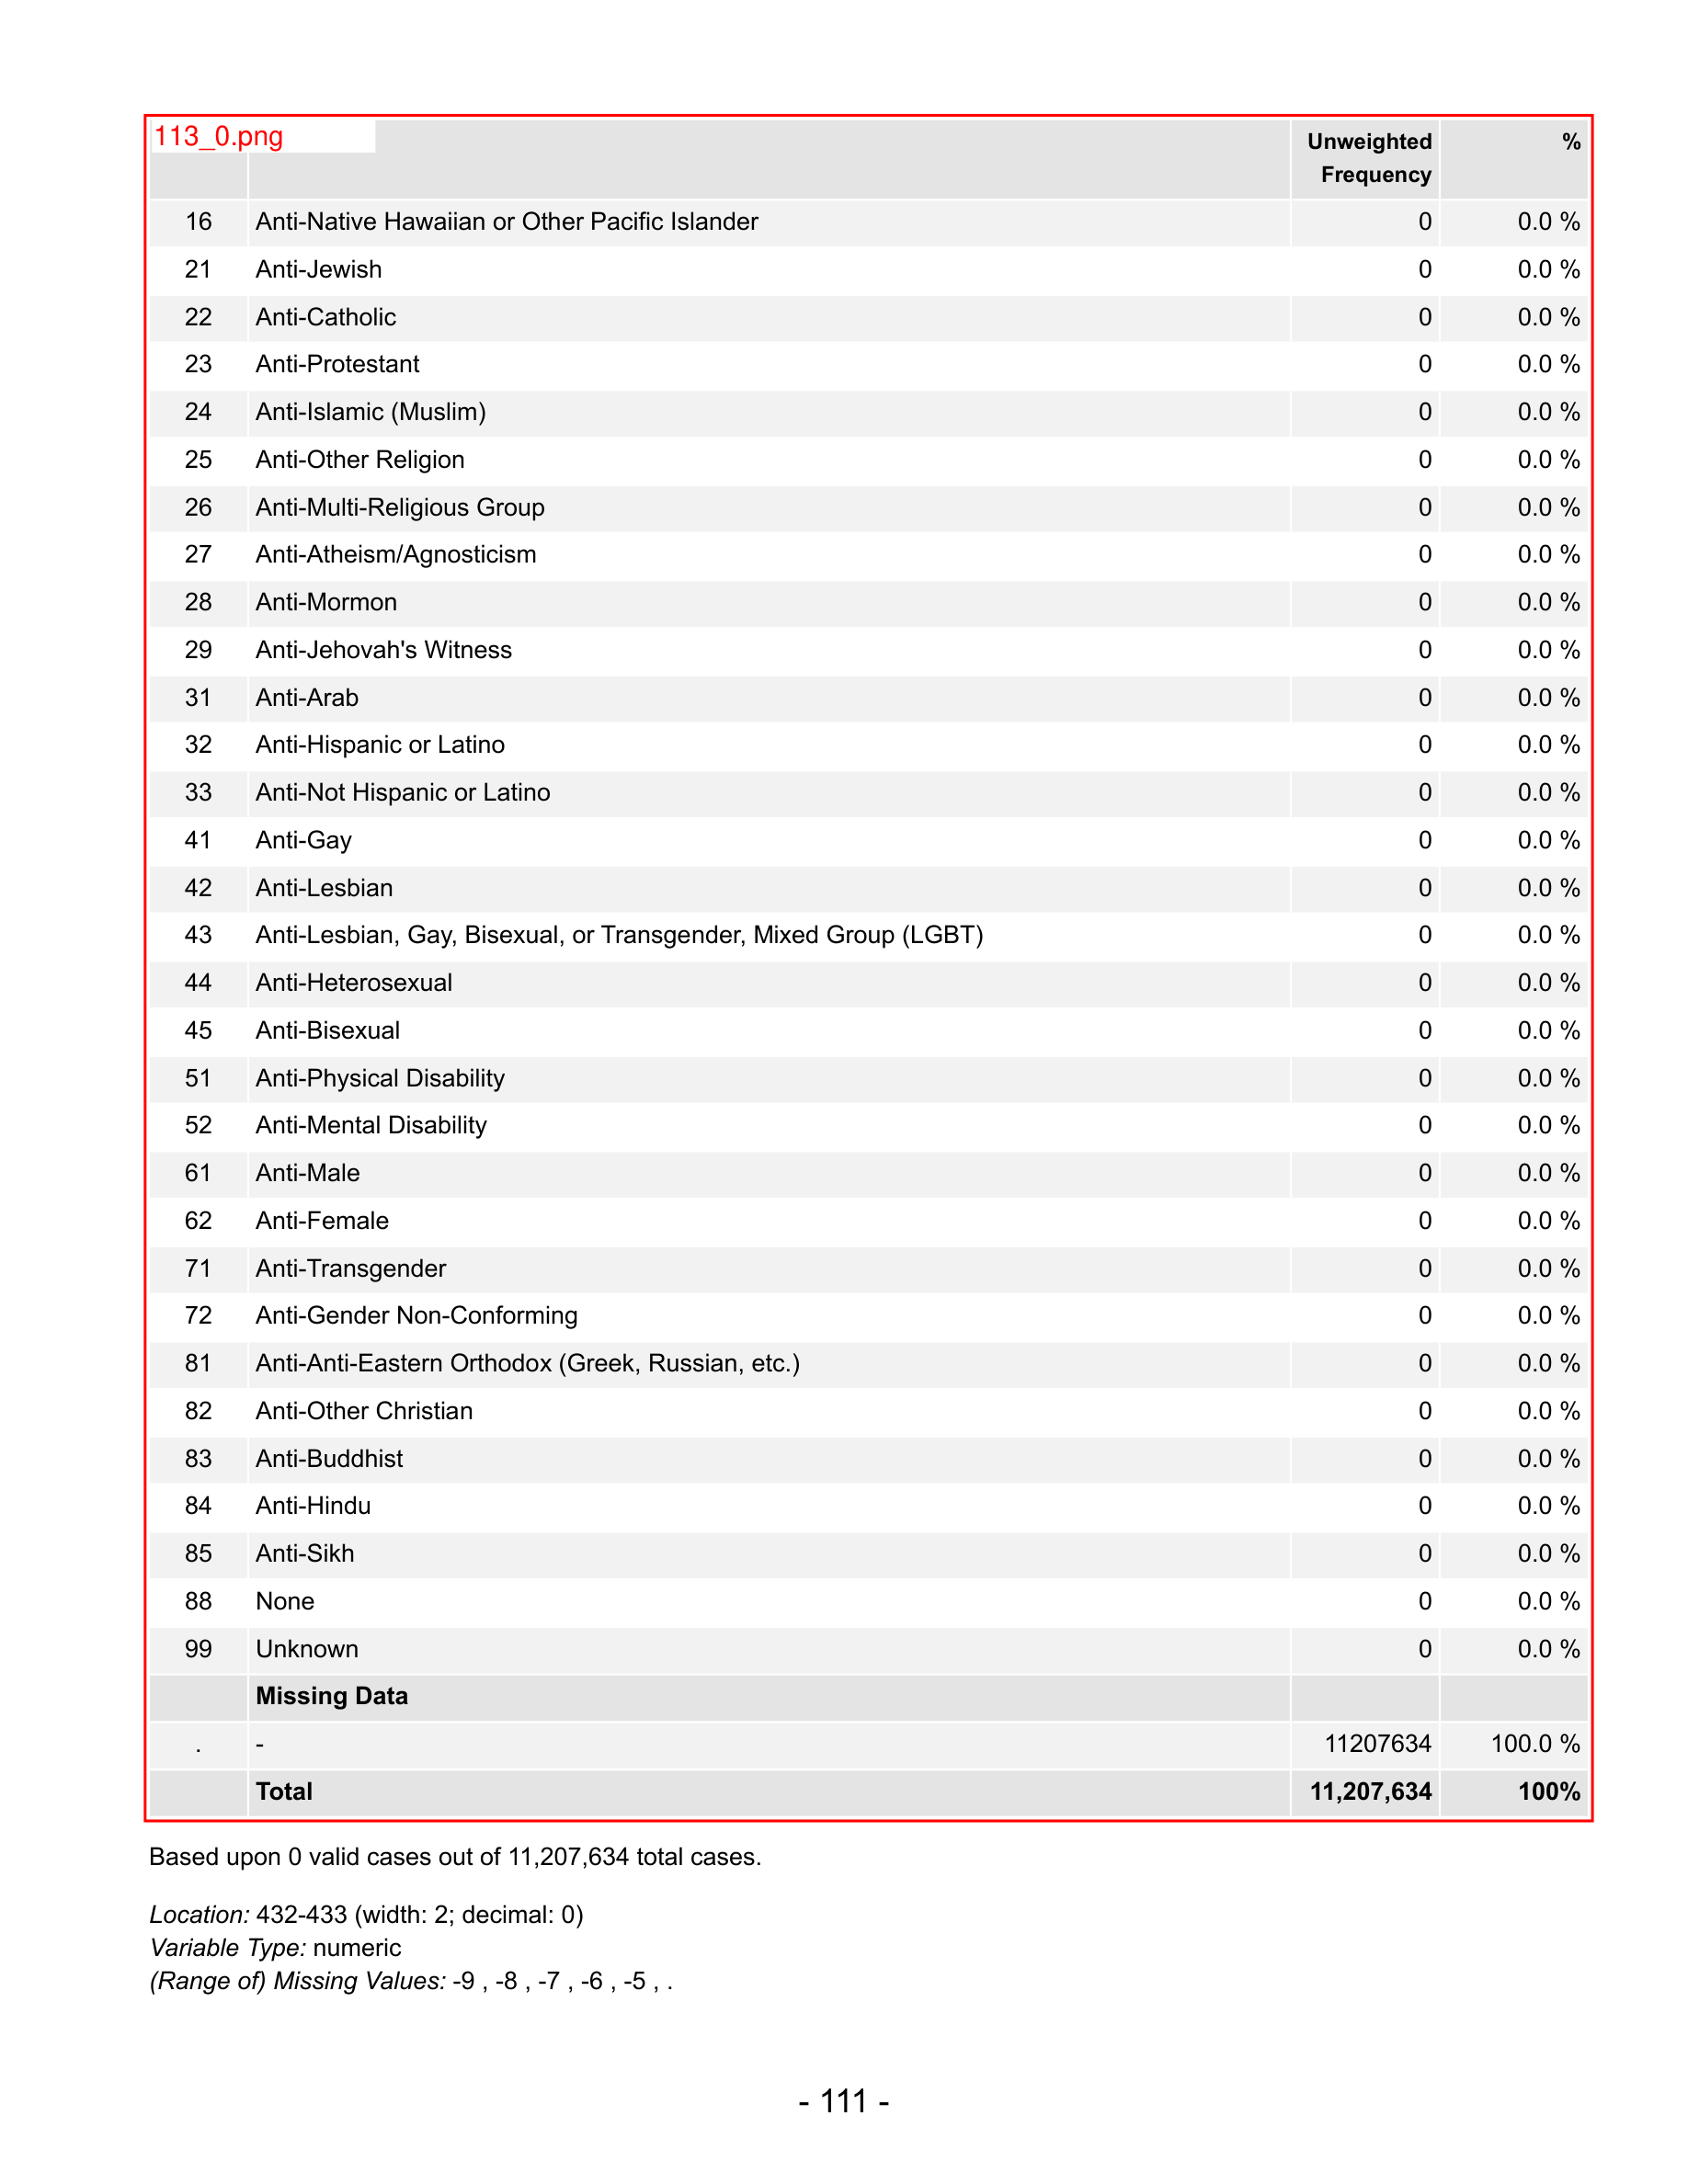 113_0.png
Unweighted Frequency %
16 Anti-Native Hawaiian or Other Pacific Islander 0 0.0 %
21 Anti-Jewish 0 0.0 %
22 Anti-Catholic 0 0.0 %
23 Anti-Protestant 0 0.0 %
24 Anti-Islamic (Muslim) 0 0.0 %
25 Anti-Other Religion 0 0.0 %
26 Anti-Multi-Religious Group 0 0.0 %
27 Anti-Atheism/Agnosticism 0 0.0 %
28 Anti-Mormon 0 0.0 %
29 Anti-Jehovah's Witness 0 0.0 %
31 Anti-Arab 0 0.0 %
32 Anti-Hispanic or Latino 0 0.0 %
33 Anti-Not Hispanic or Latino 0 0.0 %
41 Anti-Gay 0 0.0 %
42 Anti-Lesbian 0 0.0 %
43 Anti-Lesbian, Gay, Bisexual, or Transgender, Mixed Group (LGBT) 0 0.0 %
44 Anti-Heterosexual 0 0.0 %
45 Anti-Bisexual 0 0.0 %
51 Anti-Physical Disability 0 0.0 %
52 Anti-Mental Disability 0 0.0 %
61 Anti-Male 0 0.0 %
62 Anti-Female 0 0.0 %
71 Anti-Transgender 0 0.0 %
72 Anti-Gender Non-Conforming 0 0.0 %
81 Anti-Anti-Eastern Orthodox (Greek, Russian, etc.) 0 0.0 %
82 Anti-Other Christian 0 0.0 %
83 Anti-Buddhist 0 0.0 %
84 Anti-Hindu 0 0.0 %
85 Anti-Sikh 0 0.0 %
88 None 0 0.0 %
99 Unknown 0 0.0 %
Missing Data
. - 11207634 100.0 %
Total 11,207,634 100%
Based upon 0 valid cases out of 11,207,634 total cases.
Location: 432-433 (width: 2; decimal: 0)
Variable Type: numeric
(Range of) Missing Values: -9 , -8 , -7 , -6 , -5 , .
- 111 -